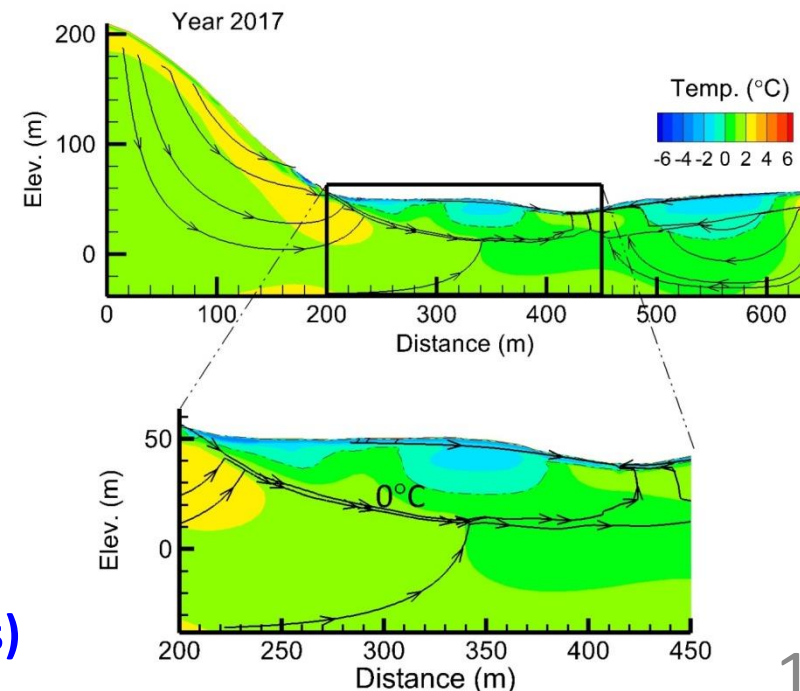 Year 2017
200
100
0
Elev. (m)
Temp. (°C)
-6 -4 -2 0 2 4 6
0 100 200 300 400 500 600
Distance (m)
50
0
Elev. (m)
0°C
200 250 300 350 400 450
Distance (m)
s)
1